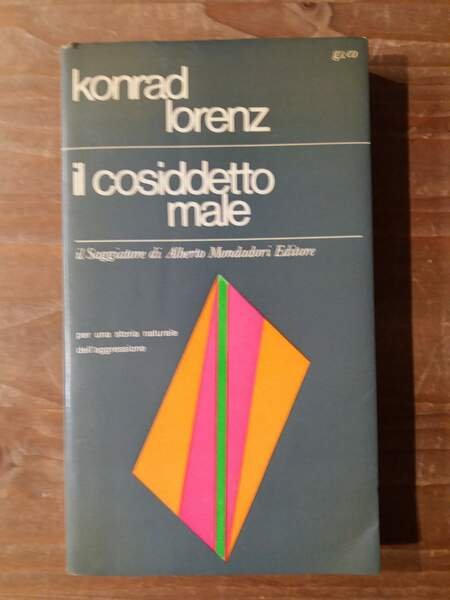 konrad
lorenz
il cosiddetto
male
il Saggiatore di Alberto Mondadori Editore
per una storia naturale
dell'aggressione